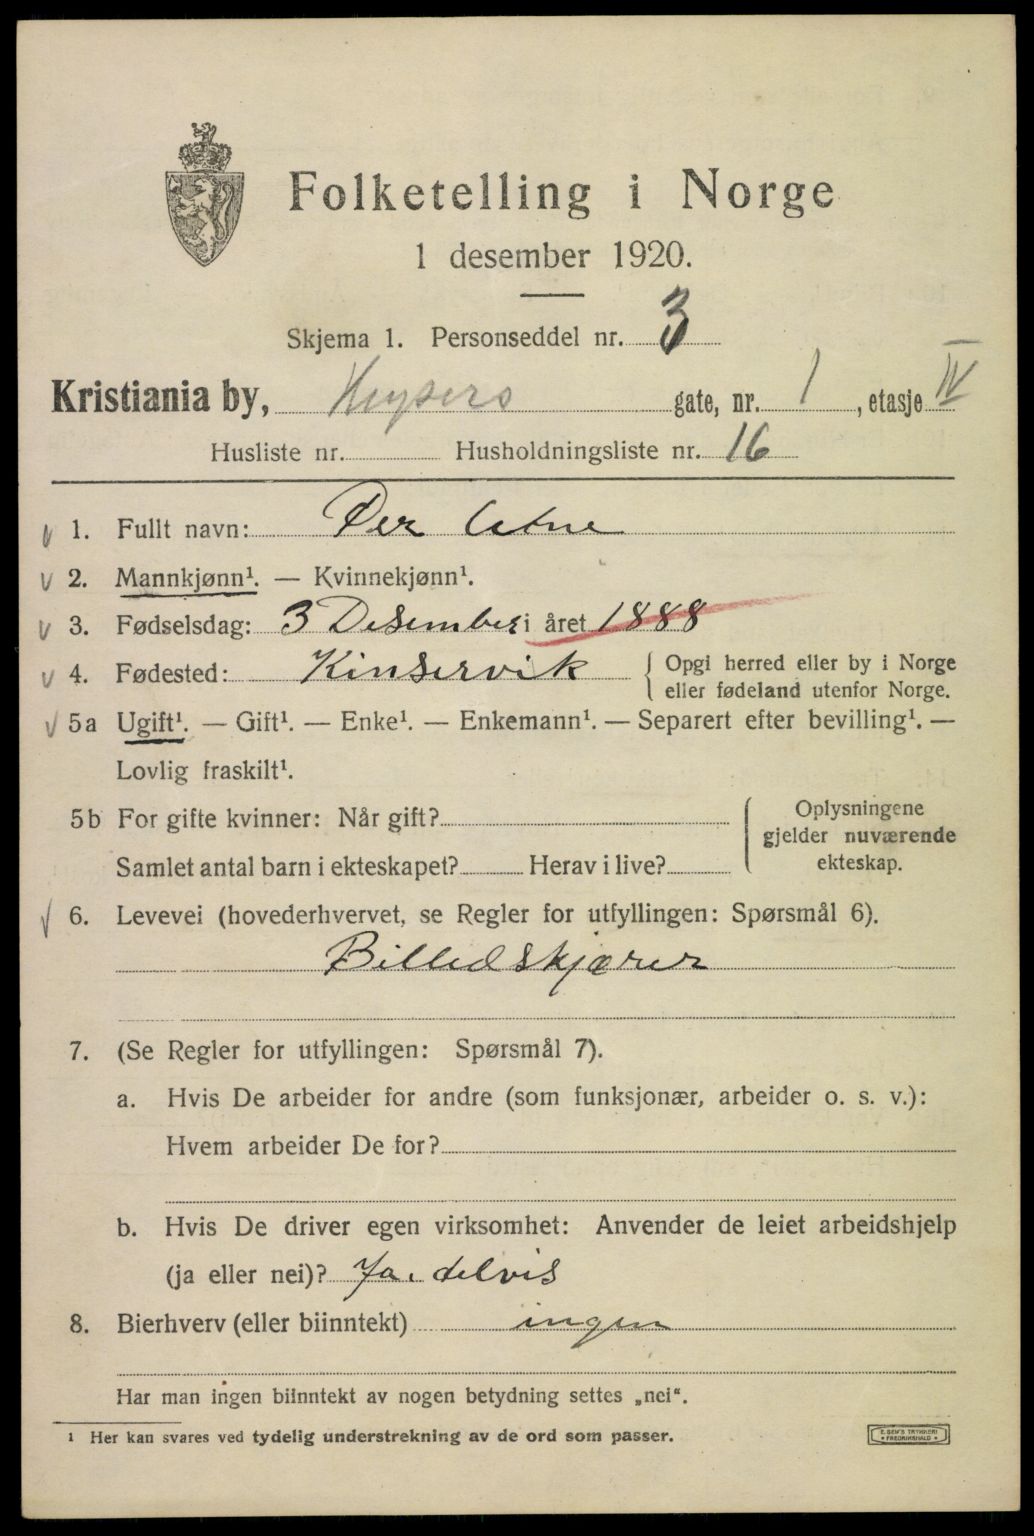 Folketelling i Norge
1 desember 1920.
Skjema 1. Personseddel nr. 3
Kristiania by, Keysers gate, nr. 1, etasje IV
Husliste nr. Husholdningsliste nr. 16
1. Fullt navn: Per Utne
2. Mannkjønn¹. — Kvinnekjønn¹.
3. Fødselsdag: 3 Desember i året 1888
4. Fødested: Kinservik { Opgi herred eller by i Norge
eller fødeland utenfor Norge.
5a Ugift¹. — Gift¹. — Enke¹. — Enkemann¹. — Separert efter bevilling¹. —
Lovlig fraskilt¹.
5b For gifte kvinner: Når gift?
Samlet antal barn i ekteskapet? Herav i live?
Oplysningene
gjelder nuværende
ekteskap.
6. Levevei (hovederhvervet, se Regler for utfyllingen: Spørsmål 6).
Billedskjærer
7. (Se Regler for utfyllingen: Spørsmål 7).
a. Hvis De arbeider for andre (som funksjonær, arbeider o. s. v.):
Hvem arbeider De for?
b. Hvis De driver egen virksomhet: Anvender de leiet arbeidshjelp
(ja eller nei)? Ja. delvis
8. Bierhverv (eller biinntekt) ingen
Har man ingen biinntekt av nogen betydning settes „nei“.
¹ Her kan svares ved tydelig understrekning av de ord som passer.
E. SEM'S TRYKKERI
FREDRIKSHALD